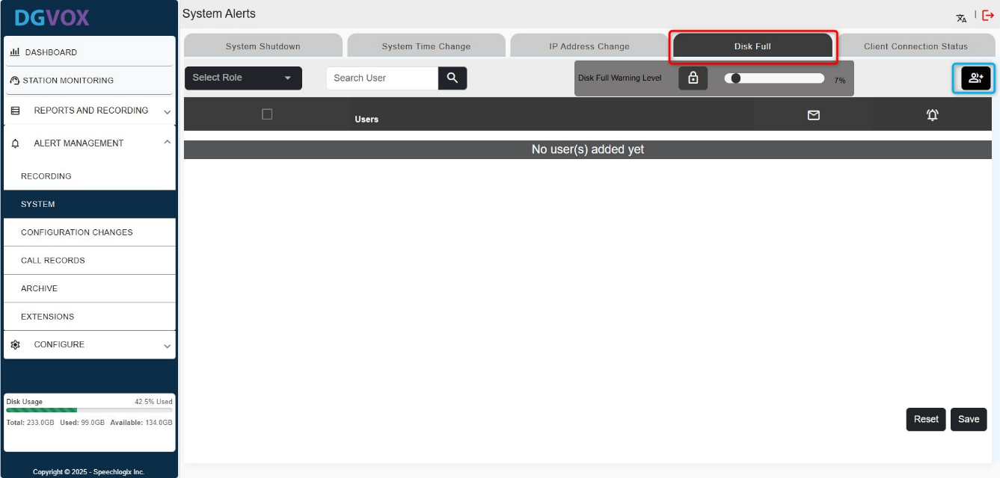 DGVOX
DASHBOARD
STATION MONITORING
REPORTS AND RECORDING
ALERT MANAGEMENT
RECORDING
SYSTEM
CONFIGURATION CHANGES
CALL RECORDS
ARCHIVE
EXTENSIONS
CONFIGURE
Disk Usage 42.5% Used
Total: 233.0GB Used: 99.0GB Available: 134.0GB
Copyright © 2025 - Speechlogix Inc.
System Alerts
System Shutdown System Time Change IP Address Change Disk Full Client Connection Status
Select Role Search User Disk Full Warning Level 7%
Users
No user(s) added yet
Reset Save